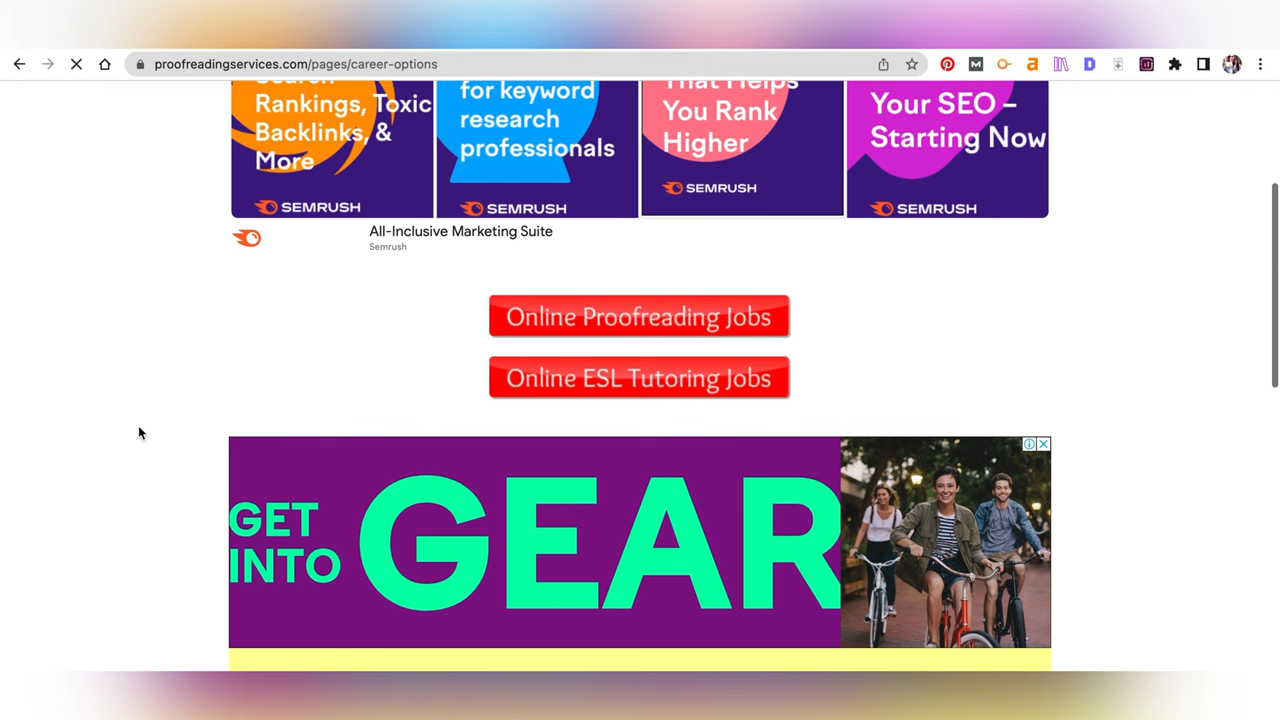 proofreadingservices.com/pages/career-options
Search
Rankings, Toxic
Backlinks, &
More
SEMRUSH
for keyword
research
professionals
SEMRUSH
That Helps
You Rank
Higher
SEMRUSH
Your SEO –
Starting Now
SEMRUSH
All-Inclusive Marketing Suite
Semrush
Online Proofreading Jobs
Online ESL Tutoring Jobs
GET
INTO
GEAR